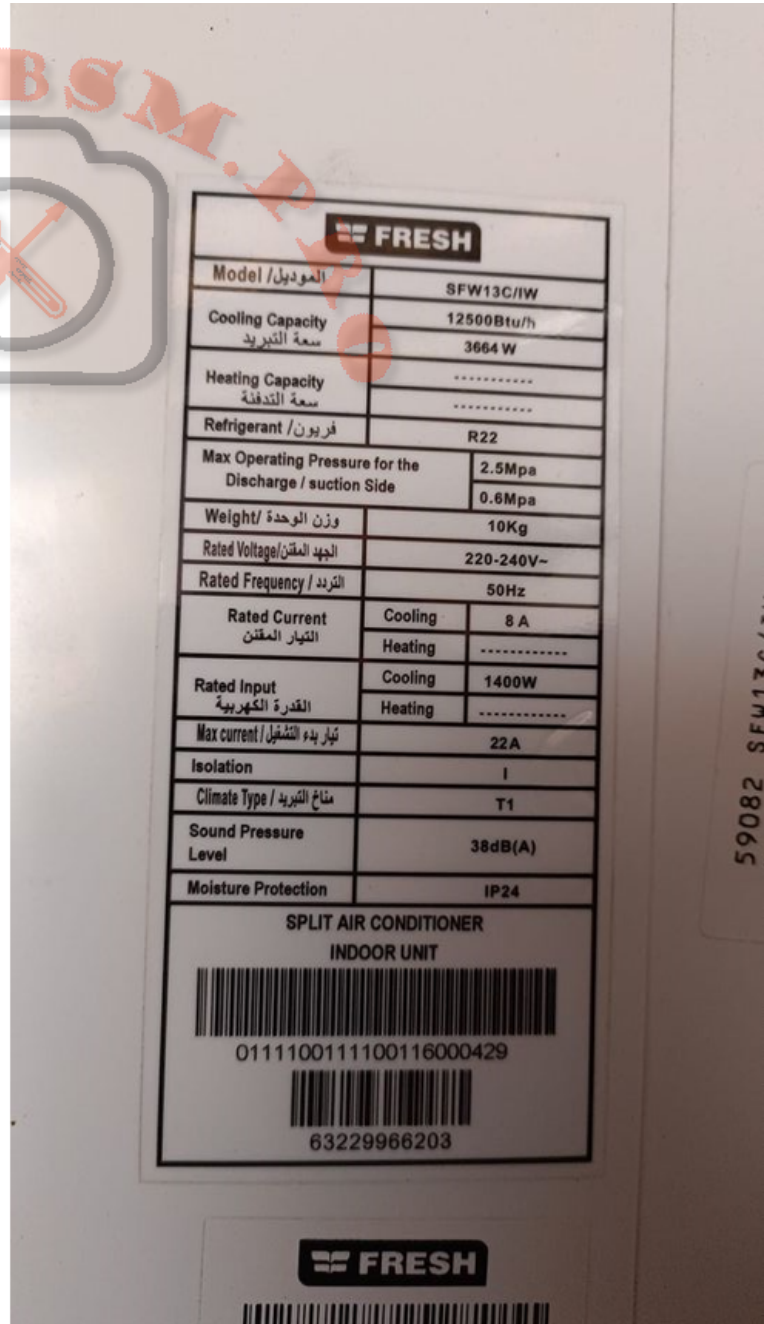 BSM.PRO
FRESH
Model /الموديل SFW13C/IW
Cooling Capacity 12500Btu/h
سعة التبريد 3664 W
Heating Capacity -----------
سعة التدفئة -----------
Refrigerant /فريون R22
Max Operating Pressure for the 2.5Mpa
Discharge / suction Side 0.6Mpa
Weight/ وزن الوحدة 10Kg
Rated Voltage/الجهد المقنن 220-240V~
Rated Frequency / التردد 50Hz
Rated Current Cooling 8 A
التيار المقنن Heating ------------
Rated Input Cooling 1400W
القدرة الكهربية Heating ------------
Max current / تيار بدء التشغيل 22A
Isolation I
Climate Type / مناخ التبريد T1
Sound Pressure
Level 38dB(A)
Moisture Protection IP24
SPLIT AIR CONDITIONER
INDOOR UNIT
01111001111100116000429
63229966203
FRESH
59082 SFW13C/